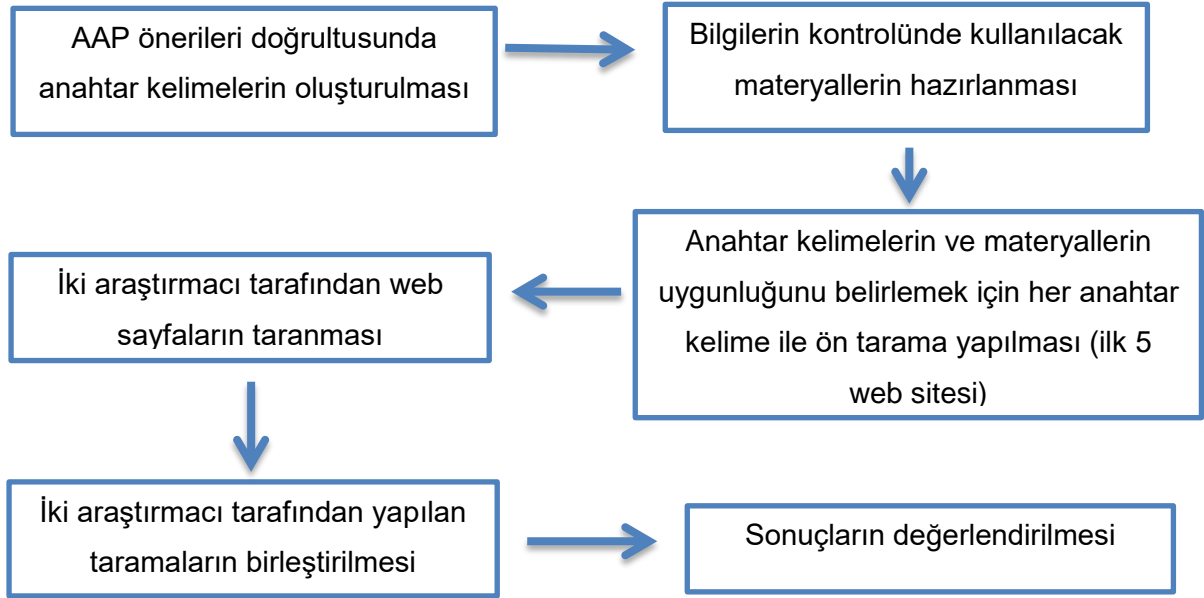 AAP önerileri doğrultusunda
anahtar kelimelerin oluşturulması
Bilgilerin kontrolünde kullanılacak
materyallerin hazırlanması
Anahtar kelimelerin ve materyallerin
uygunluğunu belirlemek için her anahtar
kelime ile ön tarama yapılması (ilk 5
web sitesi)
İki araştırmacı tarafından web
sayfaların taranması
İki araştırmacı tarafından yapılan
taramaların birleştirilmesi
Sonuçların değerlendirilmesi